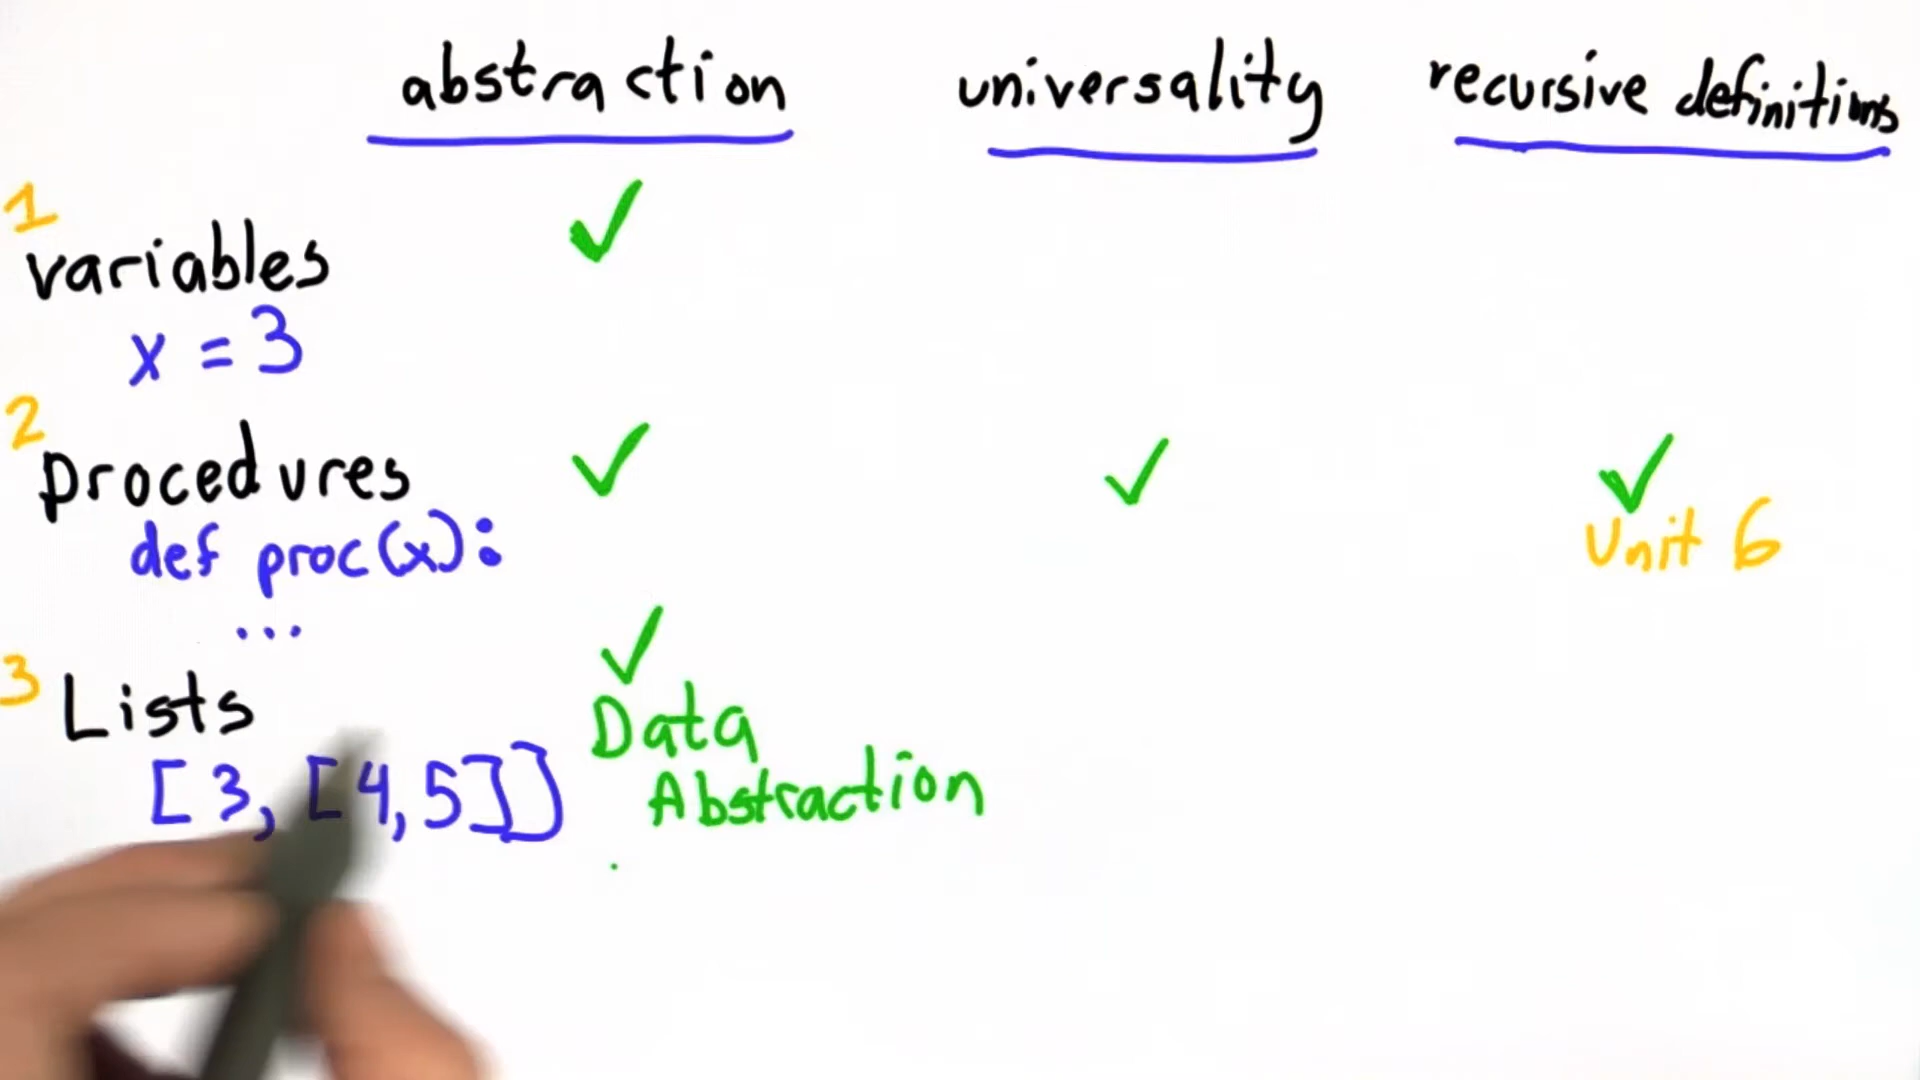 abstraction universality recursive definitions
1
variables ✓
x = 3
2
Procedures ✓ ✓ ✓
def proc(x): Unit 6
...
✓
3 Lists Data
[3, [4,5]] Abstraction